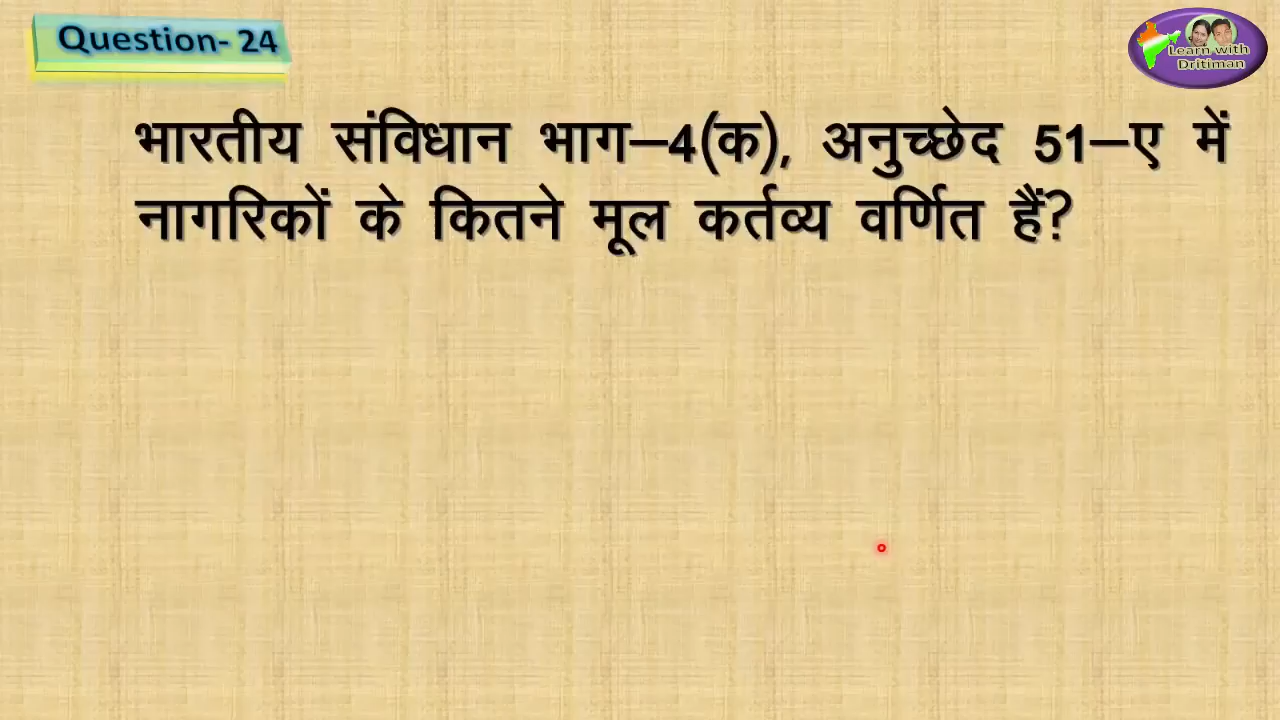 Question- 24
Learn with
Dritiman
भारतीय संविधान भाग–4(क), अनुच्छेद 51–ए में
नागरिकों के कितने मूल कर्तव्य वर्णित हैं?